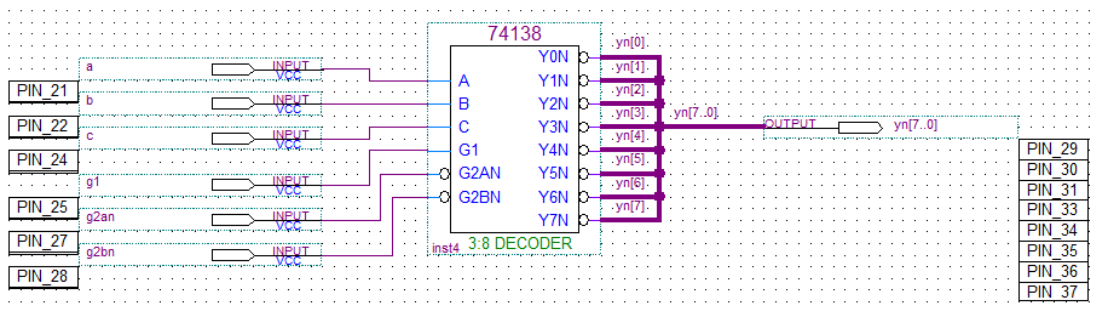 74138
a
INPUT
VCC
PIN_21
b
INPUT
VCC
PIN_22
c
INPUT
VCC
PIN_24
g1
INPUT
VCC
PIN_25
g2an
INPUT
VCC
PIN_27
g2bn
INPUT
VCC
PIN_28
A
B
C
G1
G2AN
G2BN
Y0N
Y1N
Y2N
Y3N
Y4N
Y5N
Y6N
Y7N
inst4
3:8 DECODER
yn[0].
yn[1].
yn[2].
yn[3].
yn[4].
yn[5].
yn[6].
yn[7].
yn[7..0].
OUTPUT
yn[7..0]
PIN_29
PIN_30
PIN_31
PIN_33
PIN_34
PIN_35
PIN_36
PIN_37